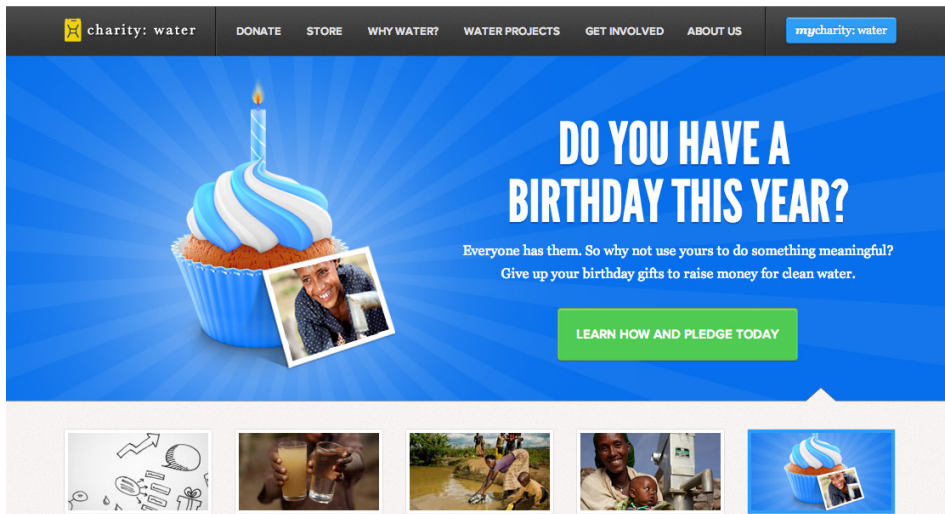 charity: water
DONATE
STORE
WHY WATER?
WATER PROJECTS
GET INVOLVED
ABOUT US
mycharity: water
DO YOU HAVE A
BIRTHDAY THIS YEAR?
Everyone has them. So why not use yours to do something meaningful?
Give up your birthday gifts to raise money for clean water.
LEARN HOW AND PLEDGE TODAY